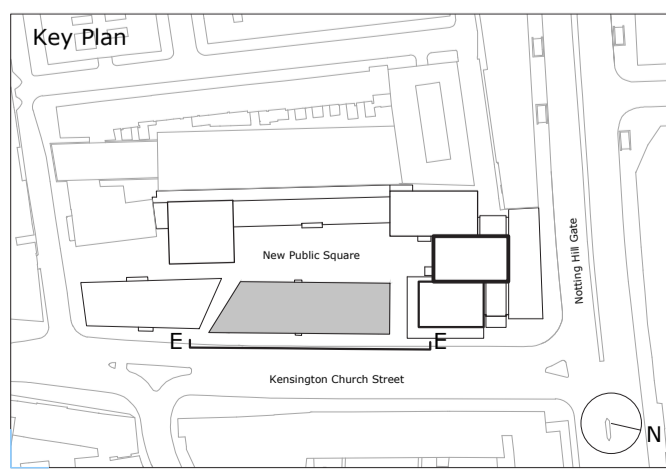 Key Plan
New Public Square
Notting Hill Gate
E
E
Kensington Church Street
N